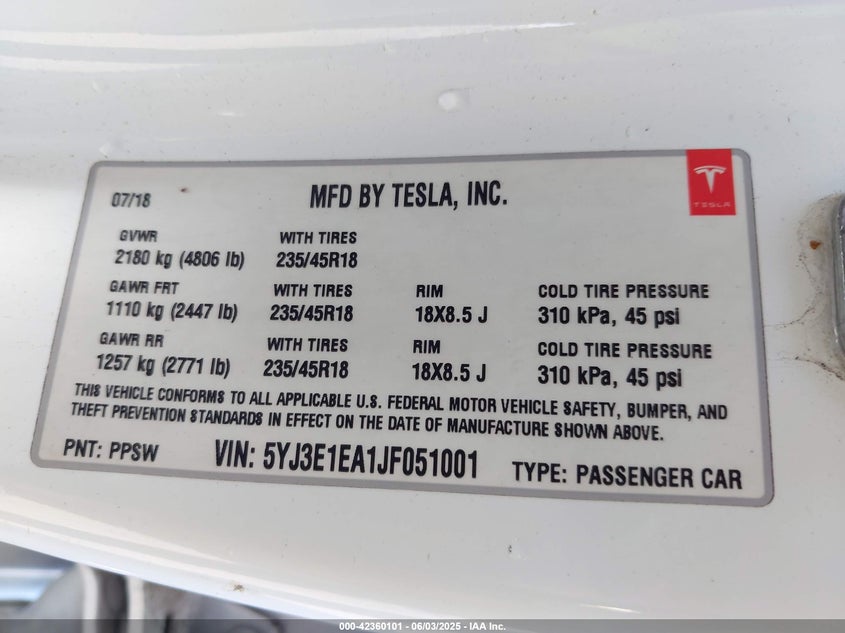 07/18
MFD BY TESLA, INC.
TESLA
GVWR WITH TIRES
2180 kg (4806 lb) 235/45R18
GAWR FRT WITH TIRES RIM COLD TIRE PRESSURE
1110 kg (2447 lb) 235/45R18 18X8.5 J 310 kPa, 45 psi
GAWR RR WITH TIRES RIM COLD TIRE PRESSURE
1257 kg (2771 lb) 235/45R18 18X8.5 J 310 kPa, 45 psi
THIS VEHICLE CONFORMS TO ALL APPLICABLE U.S. FEDERAL MOTOR VEHICLE SAFETY, BUMPER, AND
THEFT PREVENTION STANDARDS IN EFFECT ON THE DATE OF MANUFACTURE SHOWN ABOVE.
PNT: PPSW VIN: 5YJ3E1EA1JF051001 TYPE: PASSENGER CAR
000-42360101 - 06/03/2025 - IAA Inc.